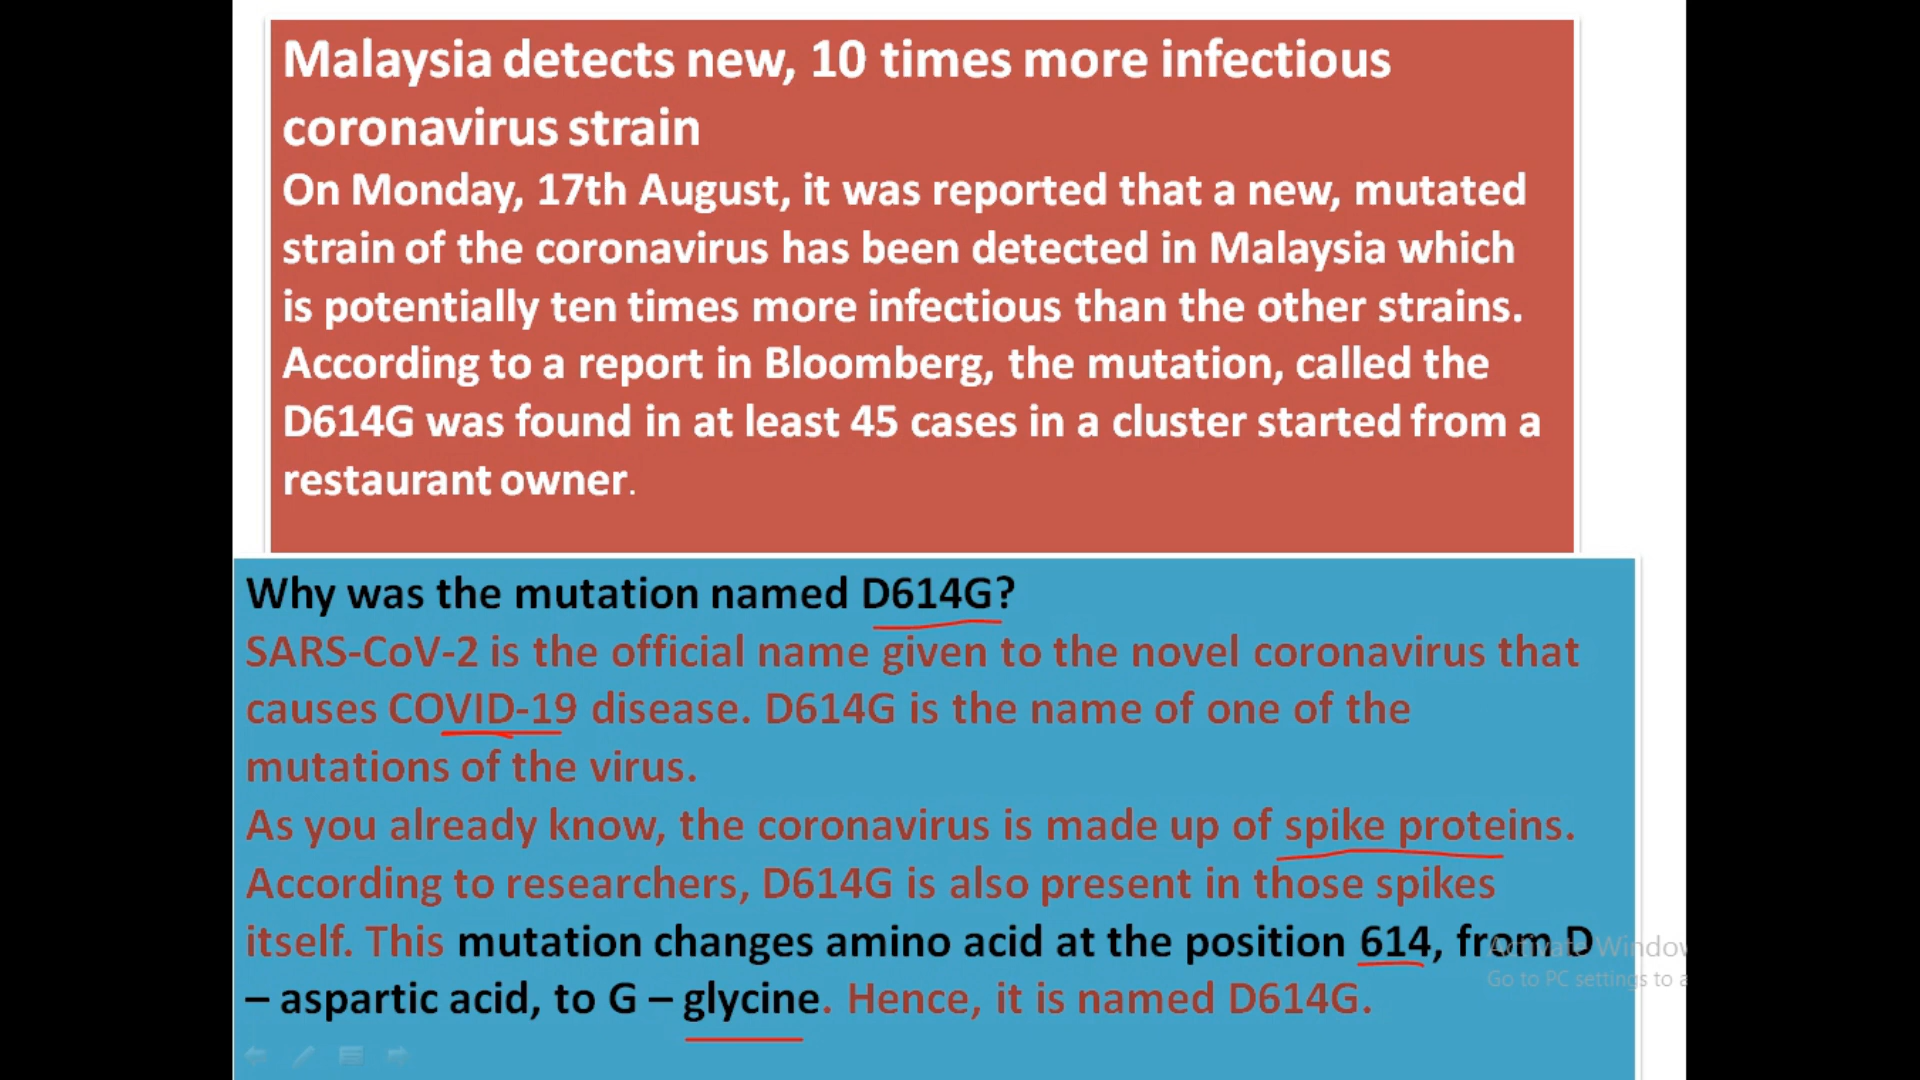 Malaysia detects new, 10 times more infectious
coronavirus strain
On Monday, 17th August, it was reported that a new, mutated
strain of the coronavirus has been detected in Malaysia which
is potentially ten times more infectious than the other strains.
According to a report in Bloomberg, the mutation, called the
D614G was found in at least 45 cases in a cluster started from a
restaurant owner.
Why was the mutation named D614G?
SARS-CoV-2 is the official name given to the novel coronavirus that
causes COVID-19 disease. D614G is the name of one of the
mutations of the virus.
As you already know, the coronavirus is made up of spike proteins.
According to researchers, D614G is also present in those spikes
itself. This mutation changes amino acid at the position 614, from D
– aspartic acid, to G – glycine. Hence, it is named D614G.
Activate Window
Go to PC settings to a